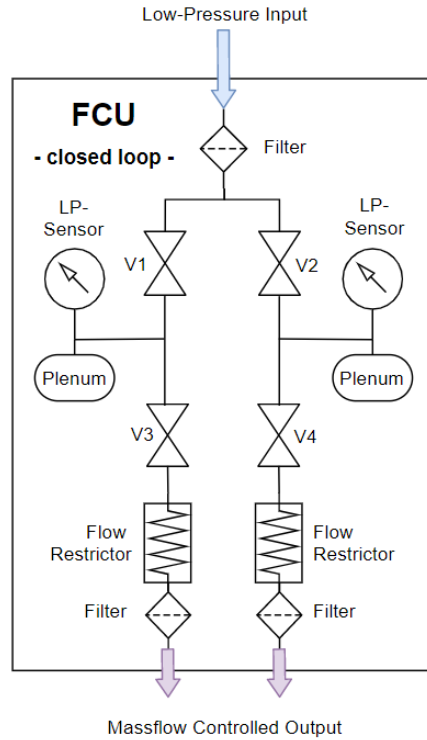 Low-Pressure Input
FCU
- closed loop -
Filter
LP-
Sensor
LP-
Sensor
V1
V2
Plenum
Plenum
V3
V4
Flow
Restrictor
Flow
Restrictor
Filter
Filter
Massflow Controlled Output